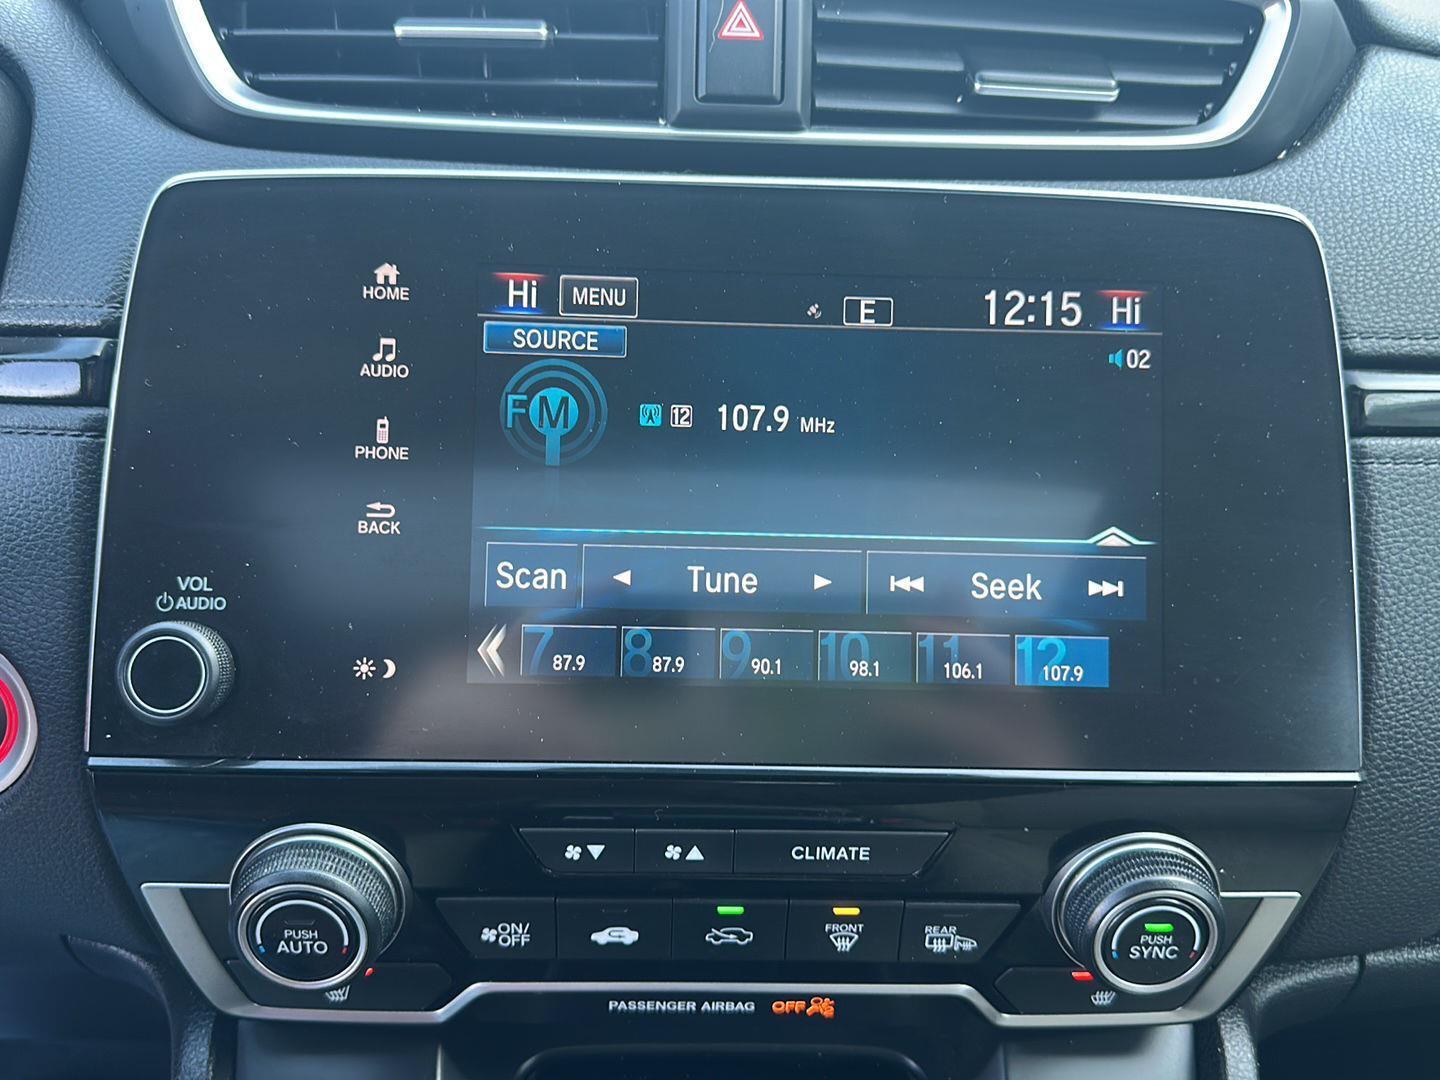 HOME
AUDIO
PHONE
BACK
VOL
AUDIO
Hi MENU E 12:15 Hi
SOURCE
02
FM 12 107.9 MHz
Scan Tune Seek
7 87.9 8 87.9 9 90.1 10 98.1 11 106.1 12 107.9
CLIMATE
PUSH
AUTO
ON/
OFF
FRONT
REAR
PUSH
SYNC
PASSENGER AIRBAG OFF